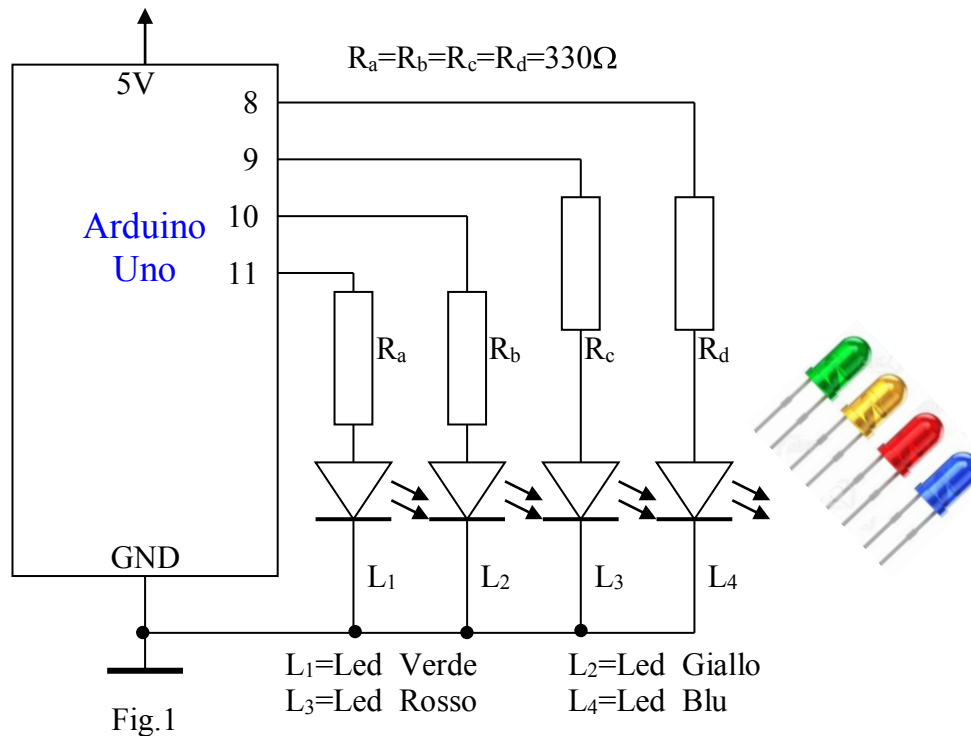 Ra=Rb=Rc=Rd=330Ω
5V
8
9
10
Arduino
Uno
11
Ra
Rb
Rc
Rd
GND
L1
L2
L3
L4
L1=Led Verde
L2=Led Giallo
L3=Led Rosso
L4=Led Blu
Fig.1